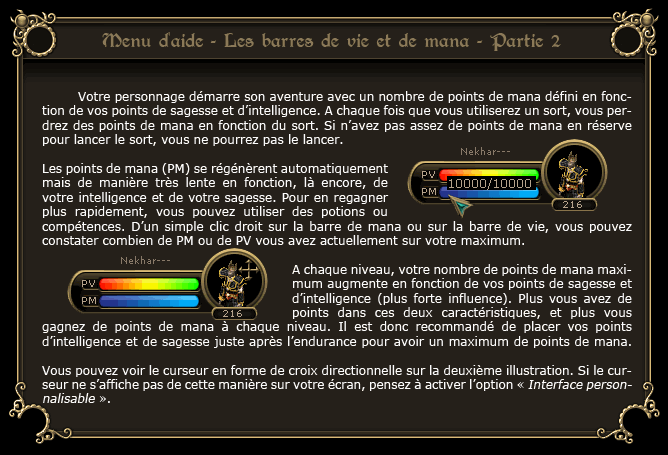 Menu d'aide - Les barres de vie et de mana - Partie 2
Votre personnage démarre son aventure avec un nombre de points de mana défini en fonc-
tion de vos points de sagesse et d'intelligence. A chaque fois que vous utiliserez un sort, vous per-
drez des points de mana en fonction du sort. Si n'avez pas assez de points de mana en réserve
pour lancer le sort, vous ne pourrez pas le lancer.
Les points de mana (PM) se régénèrent automatiquement
mais de manière très lente en fonction, là encore, de
votre intelligence et de votre sagesse. Pour en regagner
plus rapidement, vous pouvez utiliser des potions ou
compétences. D'un simple clic droit sur la barre de mana ou sur la barre de vie, vous pouvez
constater combien de PM ou de PV vous avez actuellement sur votre maximum.
Nekhar---
PV
10000/10000
PM
216
Nekhar---
PV
PM
216
A chaque niveau, votre nombre de points de mana maxi-
mum augmente en fonction de vos points de sagesse et
d'intelligence (plus forte influence). Plus vous avez de
points dans ces deux caractéristiques, et plus vous
gagnez de points de mana à chaque niveau. Il est donc recommandé de placer vos points
d'intelligence et de sagesse juste après l'endurance pour avoir un maximum de points de mana.
Vous pouvez voir le curseur en forme de croix directionnelle sur la deuxième illustration. Si le cur-
seur ne s'affiche pas de cette manière sur votre écran, pensez à activer l'option « Interface person-
nalisable ».